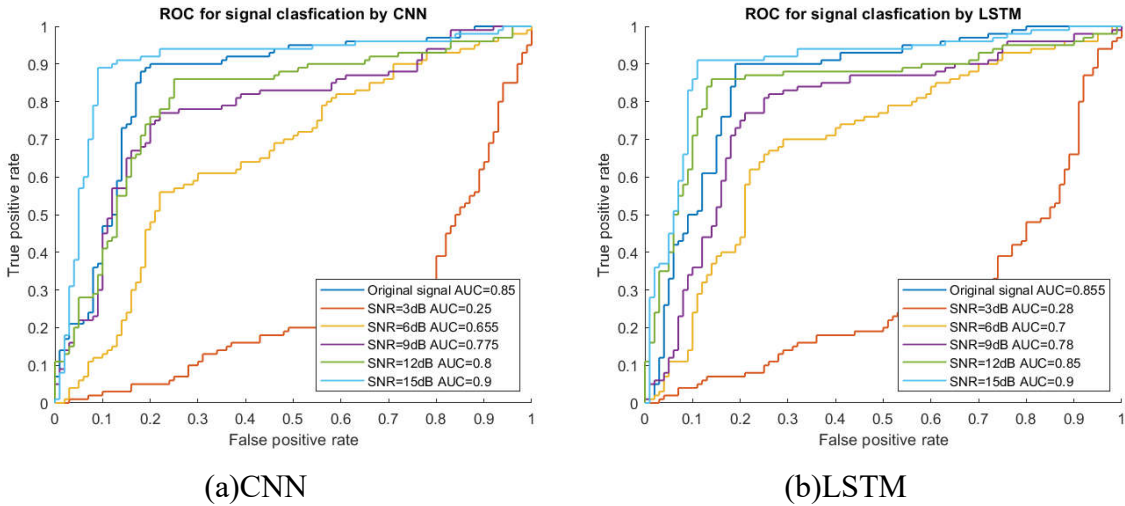 ROC for signal clasfication by CNN
True positive rate
1
0.9
0.8
0.7
0.6
0.5
0.4
0.3
0.2
0.1
0
Original signal AUC=0.85
SNR=3dB AUC=0.25
SNR=6dB AUC=0.655
SNR=9dB AUC=0.775
SNR=12dB AUC=0.8
SNR=15dB AUC=0.9
0 0.1 0.2 0.3 0.4 0.5 0.6 0.7 0.8 0.9 1
False positive rate
(a)CNN
ROC for signal clasfication by LSTM
True positive rate
1
0.9
0.8
0.7
0.6
0.5
0.4
0.3
0.2
0.1
0
Original signal AUC=0.855
SNR=3dB AUC=0.28
SNR=6dB AUC=0.7
SNR=9dB AUC=0.78
SNR=12dB AUC=0.85
SNR=15dB AUC=0.9
0 0.1 0.2 0.3 0.4 0.5 0.6 0.7 0.8 0.9 1
False positive rate
(b)LSTM